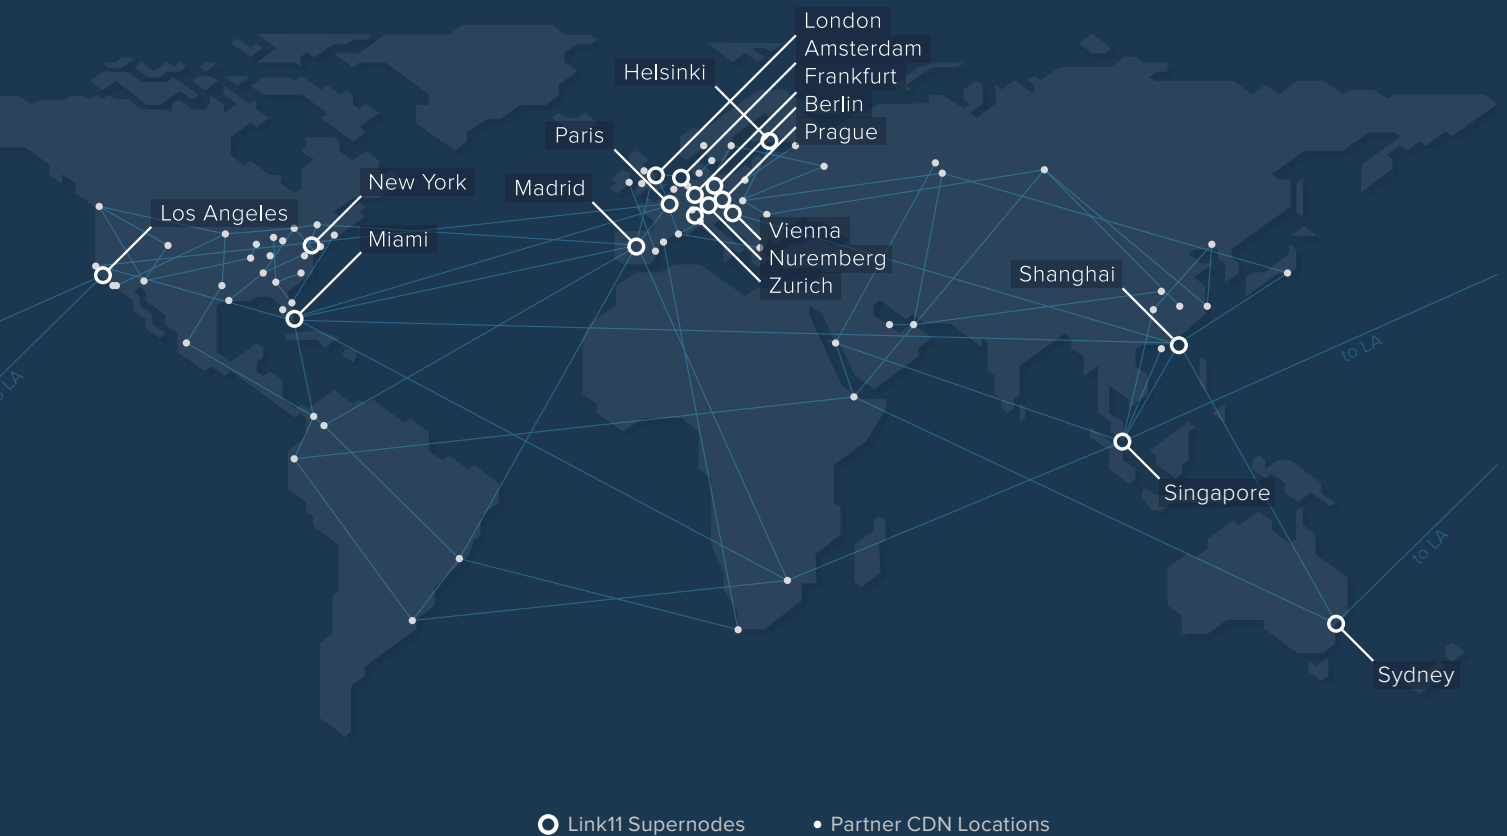 London
Amsterdam
Helsinki
Frankfurt
Berlin
Paris
Prague
New York
Madrid
Los Angeles
Miami
Vienna
Nuremberg
Shanghai
Zurich
to LA
to LA
Singapore
to LA
Sydney
Link11 Supernodes
Partner CDN Locations